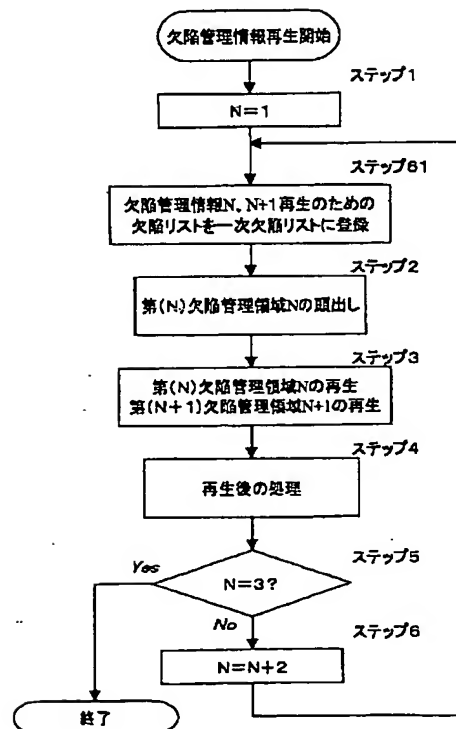 欠陥管理情報再生開始
ステップ1
N=1
ステップ61
欠陥管理情報N、N+1再生のための
欠陥リストを一次欠陥リストに登録
ステップ2
第(N)欠陥管理領域Nの頭出し
ステップ3
第(N)欠陥管理領域Nの再生
第(N+1)欠陥管理領域N+1の再生
ステップ4
再生後の処理
ステップ5
Yes
N=3?
No
ステップ6
N=N+2
終了